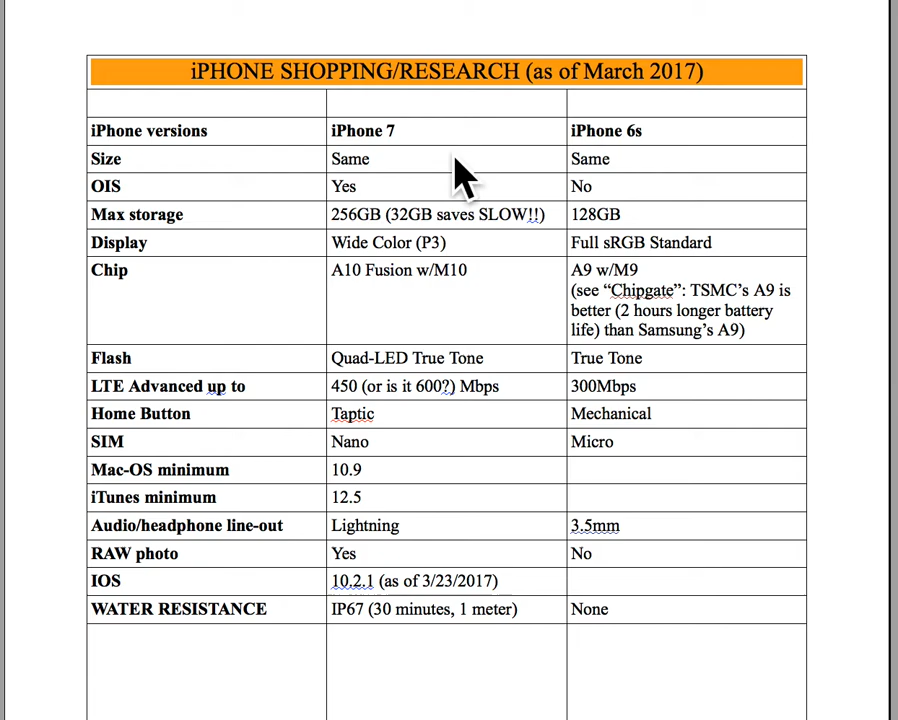 iPHONE SHOPPING/RESEARCH (as of March 2017)
iPhone versions iPhone 7 iPhone 6s
Size Same Same
OIS Yes No
Max storage 256GB (32GB saves SLOW!!) 128GB
Display Wide Color (P3) Full sRGB Standard
Chip A10 Fusion w/M10 A9 w/M9
(see “Chipgate”: TSMC’s A9 is
better (2 hours longer battery
life) than Samsung’s A9)
Flash Quad-LED True Tone True Tone
LTE Advanced up to 450 (or is it 600?) Mbps 300Mbps
Home Button Taptic Mechanical
SIM Nano Micro
Mac-OS minimum 10.9
iTunes minimum 12.5
Audio/headphone line-out Lightning 3.5mm
RAW photo Yes No
IOS 10.2.1 (as of 3/23/2017)
WATER RESISTANCE IP67 (30 minutes, 1 meter) None